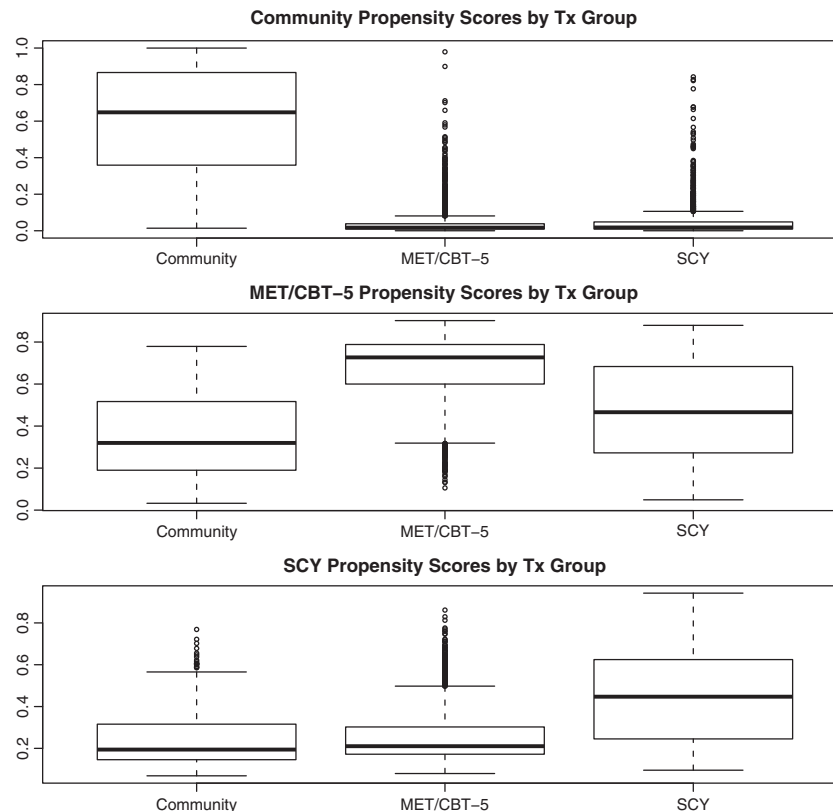 Community Propensity Scores by Tx Group
1.0
0.8
0.6
0.4
0.2
0.0
Community MET/CBT−5 SCY
MET/CBT−5 Propensity Scores by Tx Group
0.8
0.6
0.4
0.2
0.0
Community MET/CBT−5 SCY
SCY Propensity Scores by Tx Group
0.8
0.6
0.4
0.2
Community MET/CBT−5 SCY